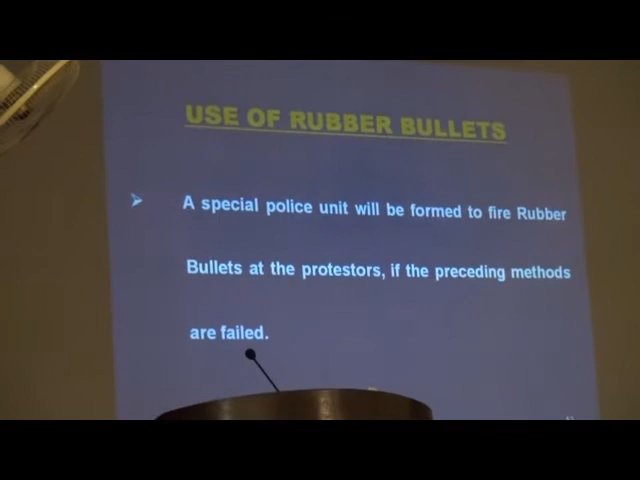 USE OF RUBBER BULLETS
A special police unit will be formed to fire Rubber
Bullets at the protestors, if the preceding methods
are failed.